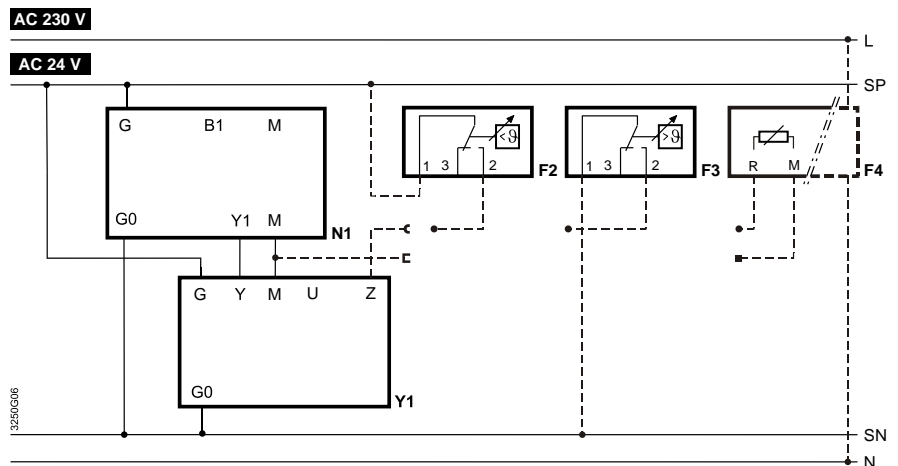 AC 230 V
L
AC 24 V
SP
G B1 M
<ϑ
>ϑ
1 3 2
F2
1 3 2
F3
R M
F4
G0 Y1 M
N1
G Y M U Z
G0
Y1
3250G06
SN
N